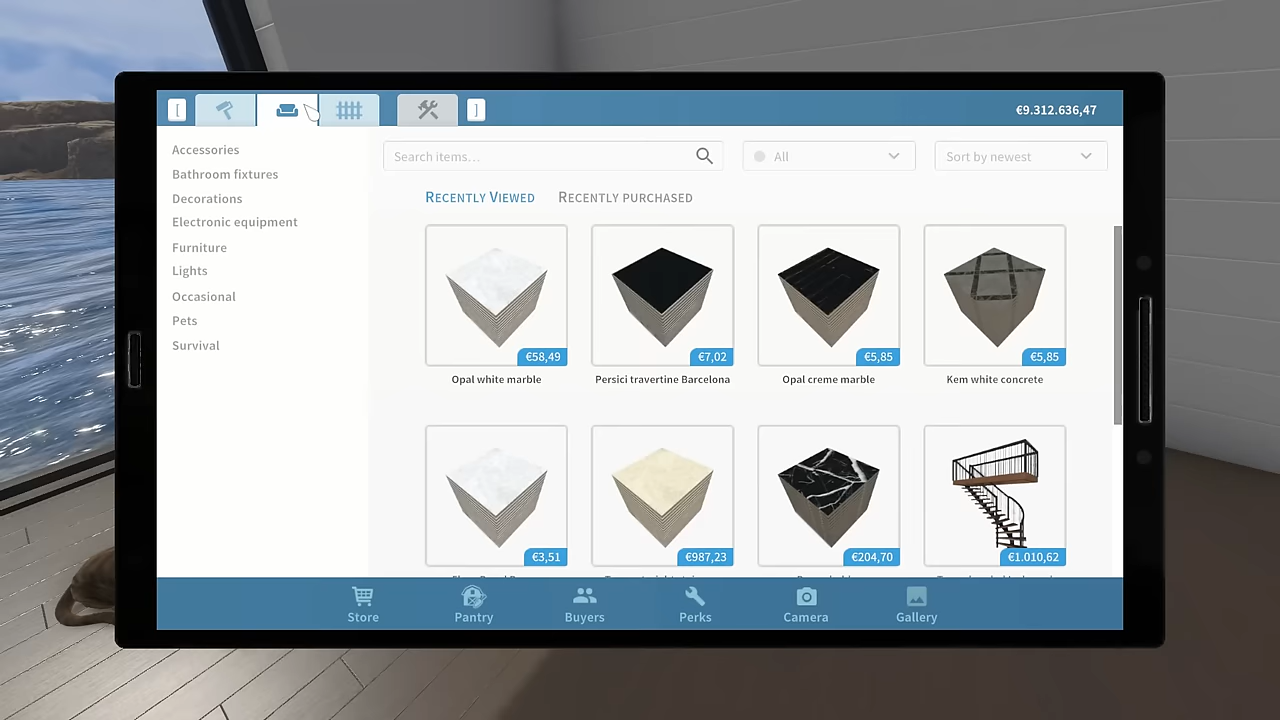 [
]
€9.312.636,47
Accessories
Bathroom fixtures
Decorations
Electronic equipment
Furniture
Lights
Occasional
Pets
Survival
Search items...
All
Sort by newest
RECENTLY VIEWED
RECENTLY PURCHASED
€58,49
€7,02
€5,85
€5,85
Opal white marble
Persici travertine Barcelona
Opal creme marble
Kem white concrete
€3,51
€987,23
€204,70
€1.010,62
Store
Pantry
Buyers
Perks
Camera
Gallery